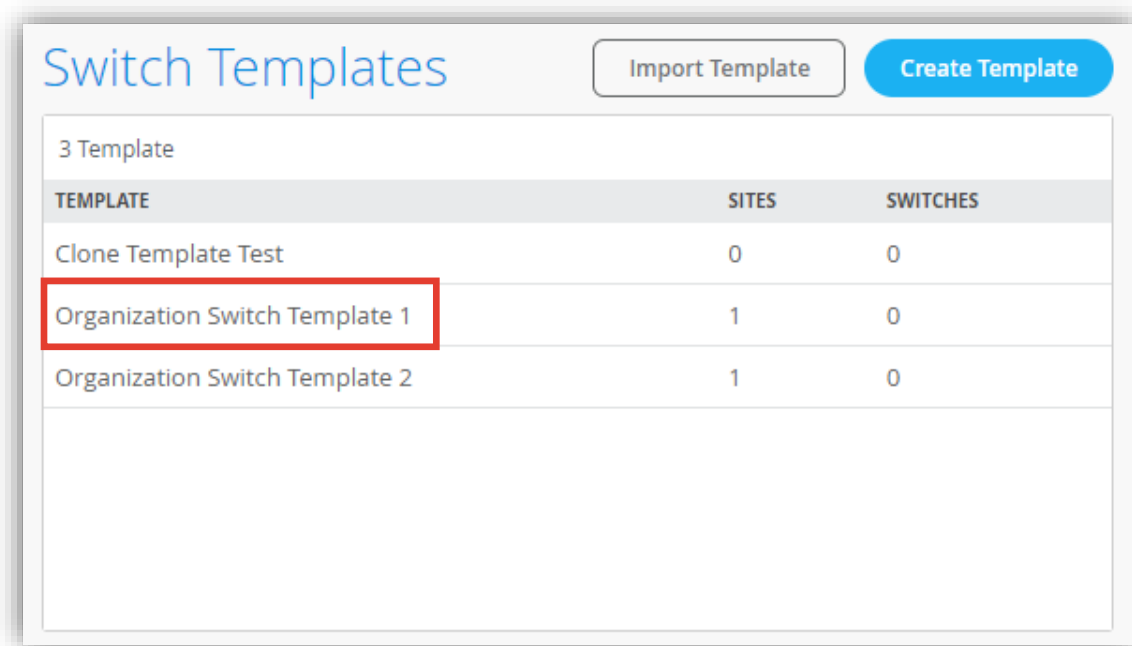 Switch Templates Import Template Create Template
3 Template
TEMPLATE SITES SWITCHES
Clone Template Test 0 0
Organization Switch Template 1 1 0
Organization Switch Template 2 1 0